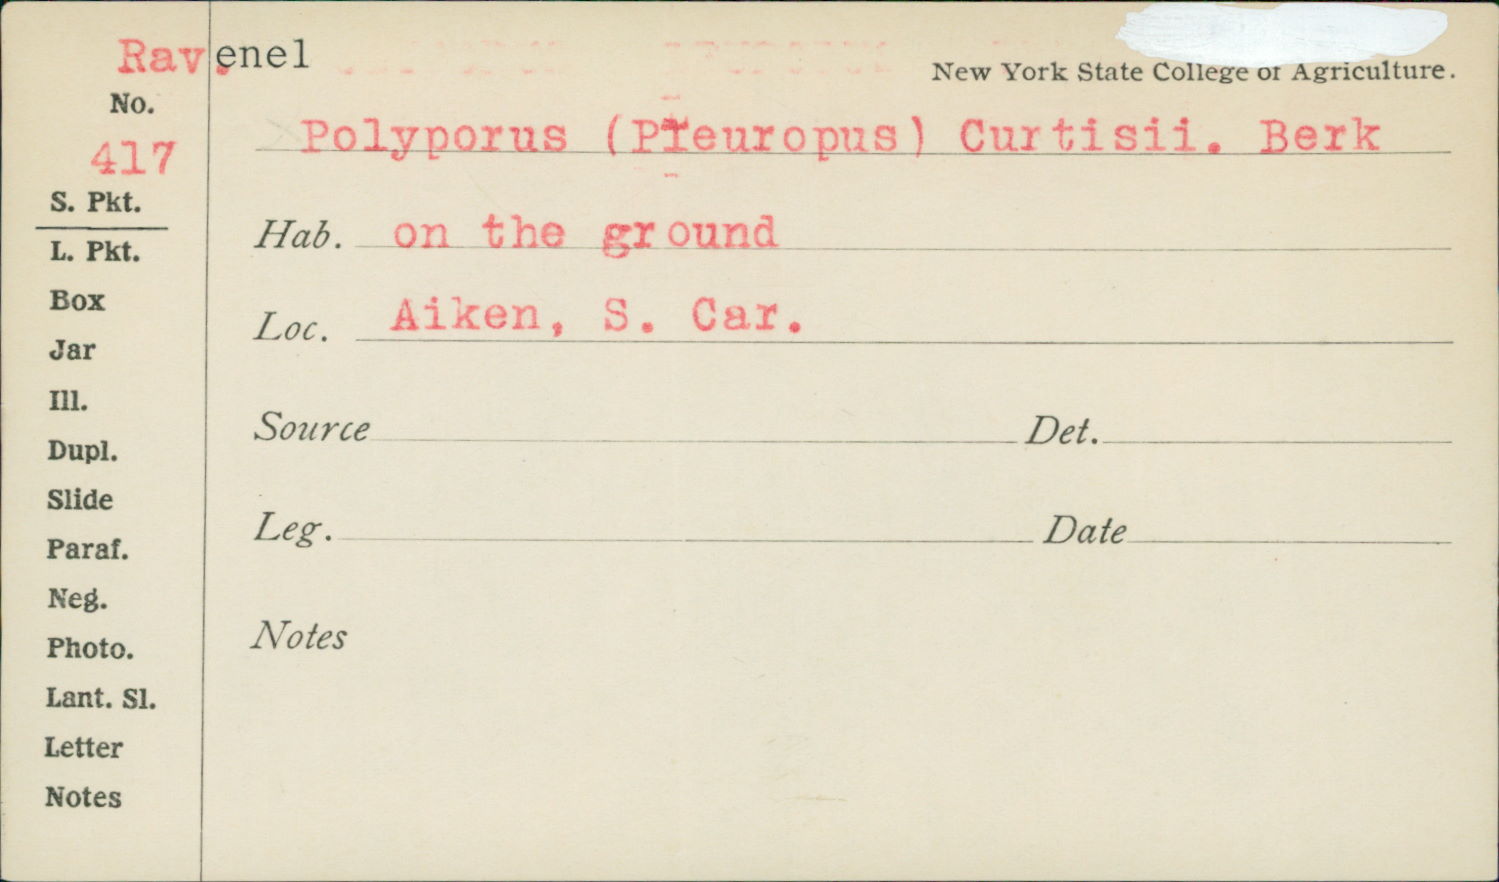 Rav.enel
New York State College of Agriculture.
No.
417
Polyporus (Pleuropus) Curtisii. Berk
S. Pkt.
L. Pkt.
Hab. on the ground
Box
Loc. Aiken, S. Car.
Jar
Ill.
Source Det.
Dupl.
Slide
Leg. Date
Paraf.
Neg.
Notes
Photo.
Lant. Sl.
Letter
Notes